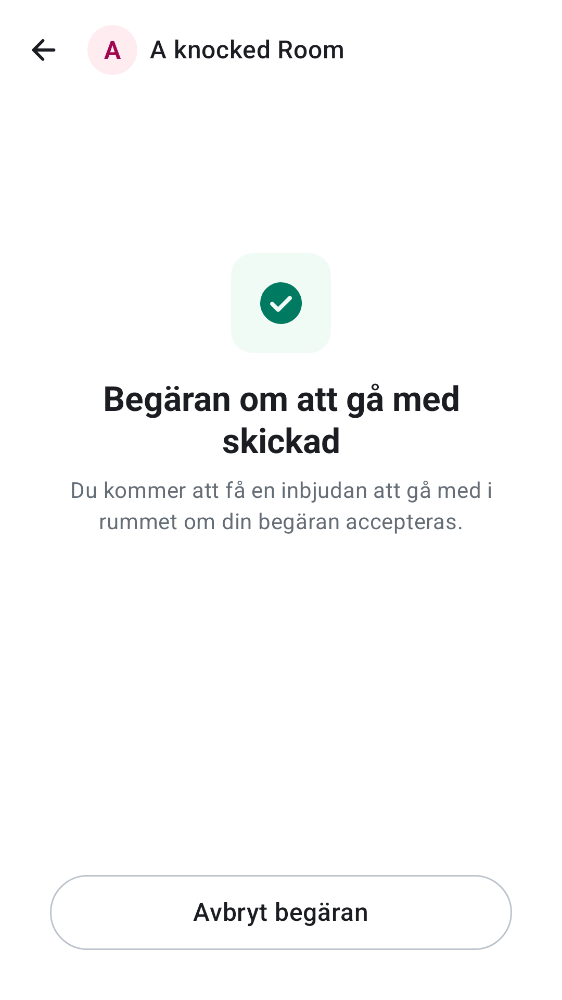 A A knocked Room
Begäran om att gå med
skickad
Du kommer att få en inbjudan att gå med i
rummet om din begäran accepteras.
Avbryt begäran